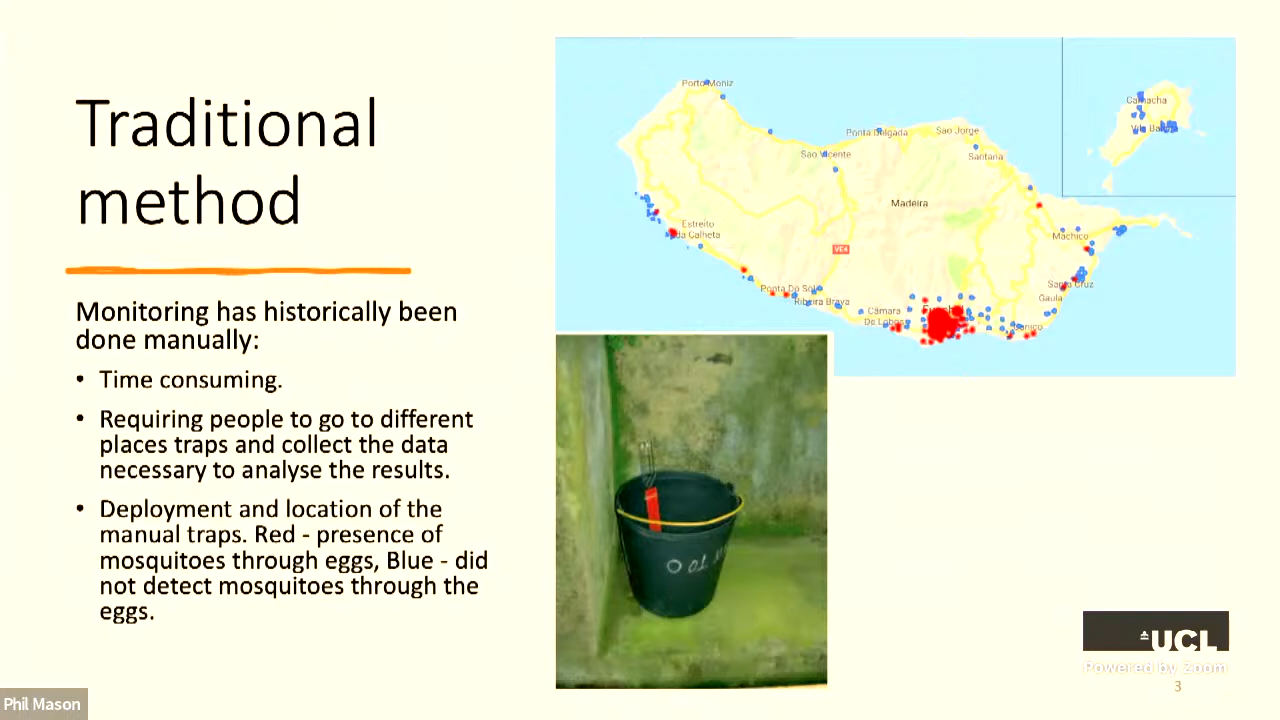 Traditional
method
Monitoring has historically been
done manually:
• Time consuming.
• Requiring people to go to different
places traps and collect the data
necessary to analyse the results.
• Deployment and location of the
manual traps. Red - presence of
mosquitoes through eggs, Blue - did
not detect mosquitoes through the
eggs.
Porto Moniz
Ponta Delgada
Sao Jorge
Sao Vicente
Santana
Madeira
Estreito
da Calheta
VE4
Machico
Ponta Do Sol
Ribeira Brava
Santa Cruz
Gaula
Câmara
De Lobos
Camacha
UCL
Powered by Zoom
3
Phil Mason